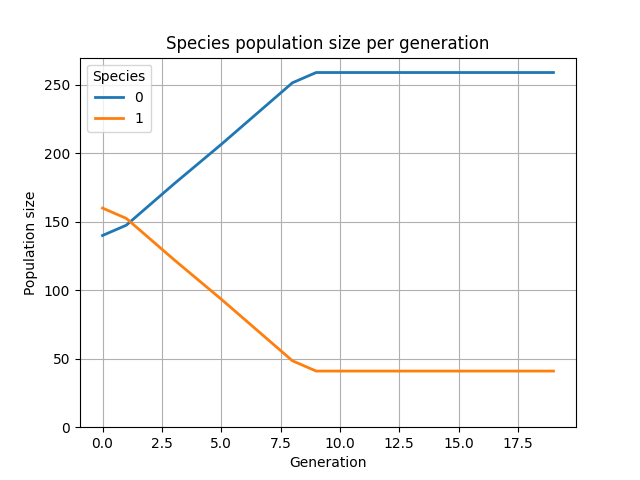 Species population size per generation
Species
0
1
Population size
250
200
150
100
50
0
0.0 2.5 5.0 7.5 10.0 12.5 15.0 17.5
Generation